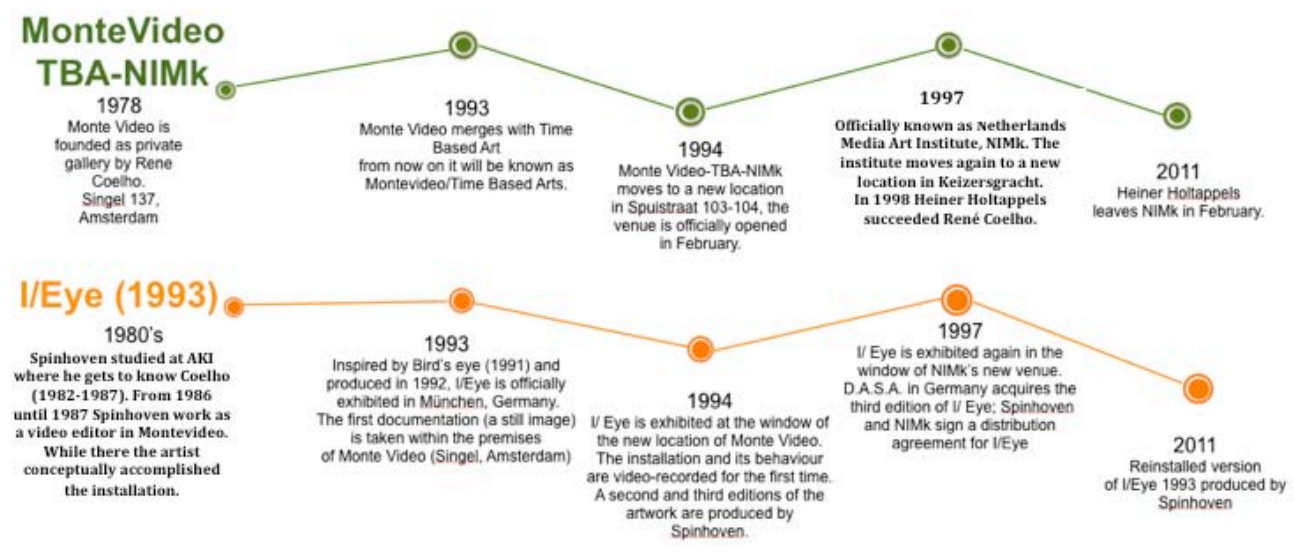 MonteVideo
TBA-NIMk
1978
Monte Video is
founded as private
gallery by Rene
Coelho.
Singel 137,
Amsterdam
1993
Monte Video merges with Time
Based Art
from now on it will be known as
Montevideo/Time Based Arts.
1994
Monte Video-TBA-NIMk
moves to a new location
in Spuistraat 103-104, the
venue is officially opened
in February.
1997
Officially known as Netherlands
Media Art Institute, NIMk. The
institute moves again to a new
location in Keizersgracht.
In 1998 Heiner Holtappels
succeeded René Coelho.
2011
Heiner Holtappels
leaves NIMk in February.
I/Eye (1993)
1980's
Spinhoven studied at AKI
where he gets to know Coelho
(1982-1987). From 1986
until 1987 Spinhoven work as
a video editor in Montevideo.
While there the artist
conceptually accomplished
the installation.
1993
Inspired by Bird's eye (1991) and
produced in 1992, I/Eye is officially
exhibited in München, Germany.
The first documentation (a still image)
is taken within the premises
of Monte Video (Singel, Amsterdam)
1994
I/ Eye is exhibited at the window of
the new location of Monte Video.
The installation and its behaviour
are video-recorded for the first time.
A second and third editions of the
artwork are produced by
Spinhoven.
1997
I/ Eye is exhibited again in the
window of NIMk's new venue.
D.A.S.A. in Germany acquires the
third edition of I/ Eye; Spinhoven
and NIMk sign a distribution
agreement for I/Eye
2011
Reinstalled version
of I/Eye 1993 produced by
Spinhoven